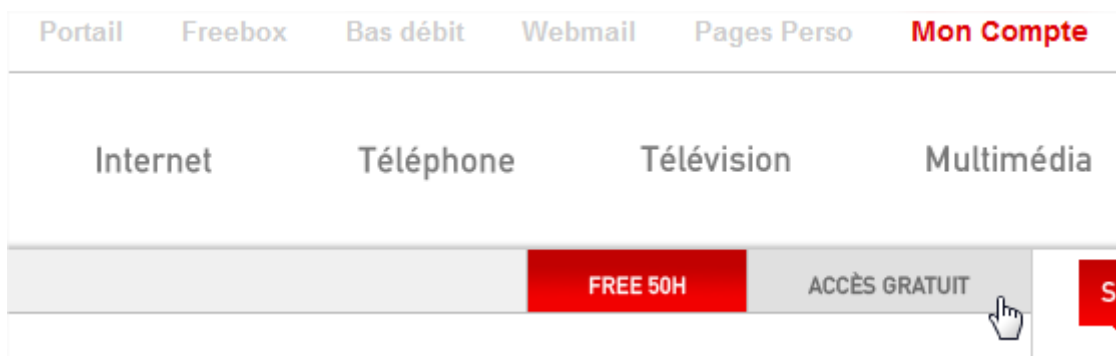 Portail Freebox Bas débit Webmail Pages Perso Mon Compte
Internet Téléphone Télévision Multimédia
FREE 50H ACCÈS GRATUIT S